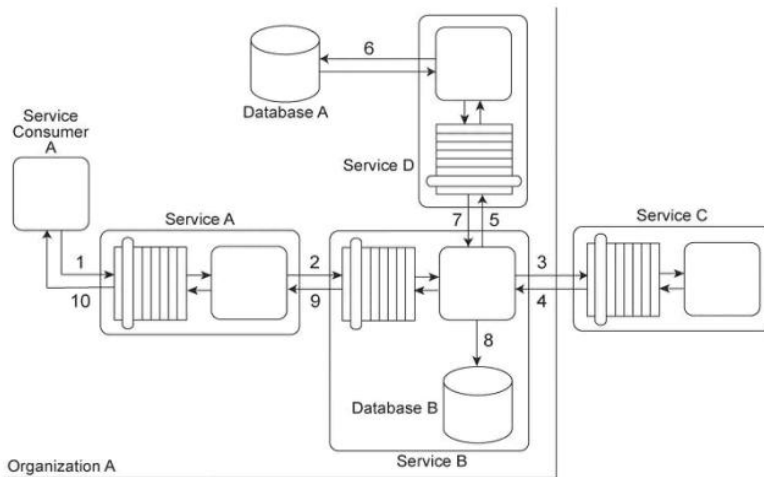 6
Database A
Service
Consumer
A
Service D
Service A
7
5
Service C
1
2
3
10
9
4
8
Database B
Organization A
Service B